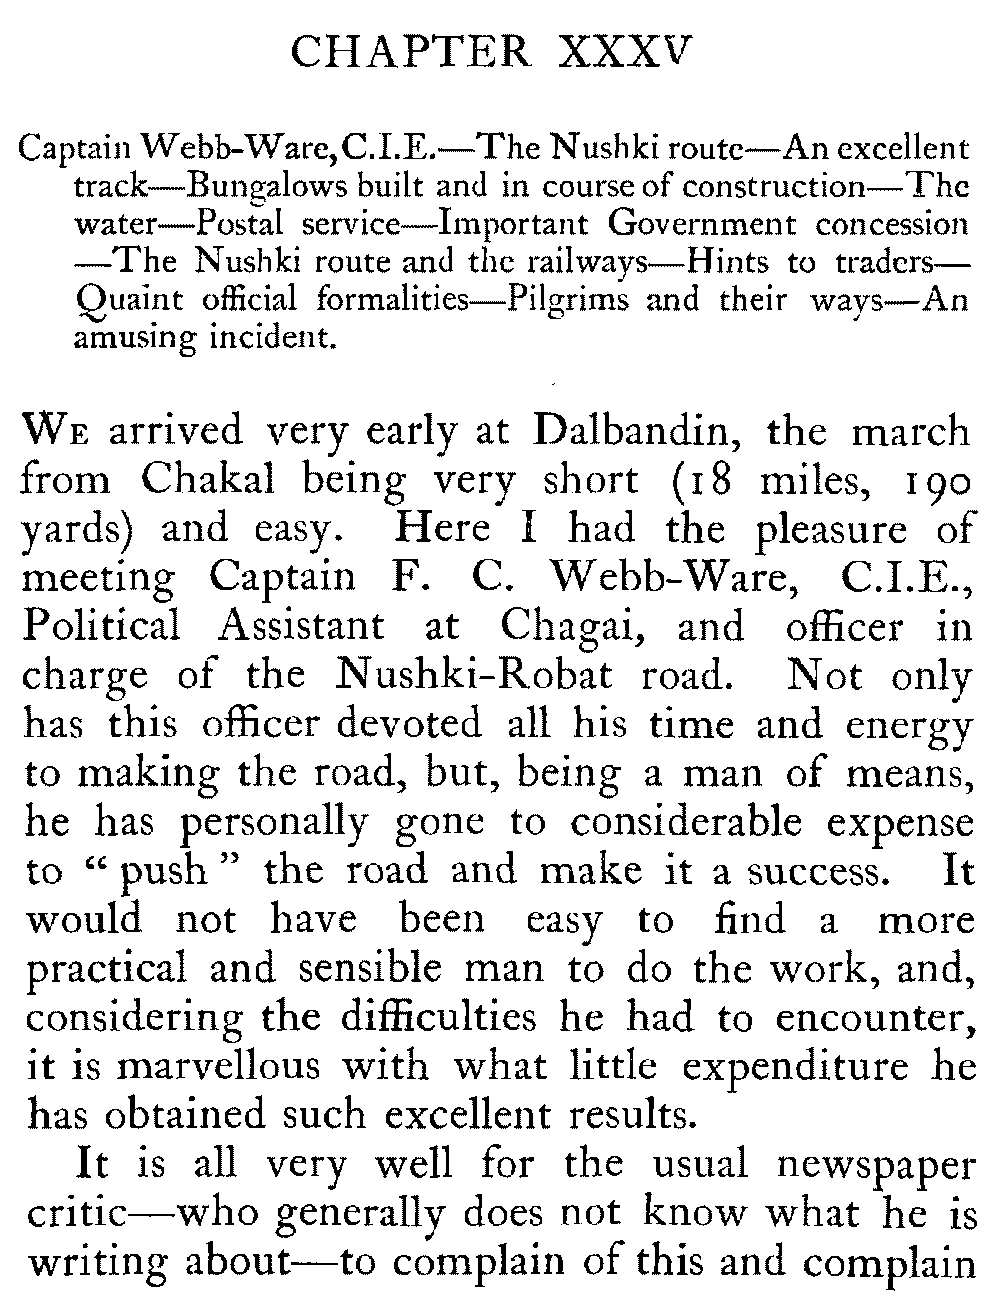 CHAPTER XXXV
Captain Webb-Ware, C.I.E.—The Nushki route—An excellent
track—Bungalows built and in course of construction—The
water—Postal service—Important Government concession
—The Nushki route and the railways—Hints to traders—
Quaint official formalities—Pilgrims and their ways—An
amusing incident.
WE arrived very early at Dalbandin, the march
from Chakal being very short (18 miles, 190
yards) and easy. Here I had the pleasure of
meeting Captain F. C. Webb-Ware, C.I.E.,
Political Assistant at Chagai, and officer in
charge of the Nushki-Robat road. Not only
has this officer devoted all his time and energy
to making the road, but, being a man of means,
he has personally gone to considerable expense
to “ push ” the road and make it a success. It
would not have been easy to find a more
practical and sensible man to do the work, and,
considering the difficulties he had to encounter,
it is marvellous with what little expenditure he
has obtained such excellent results.
It is all very well for the usual newspaper
critic—who generally does not know what he is
writing about—to complain of this and complain